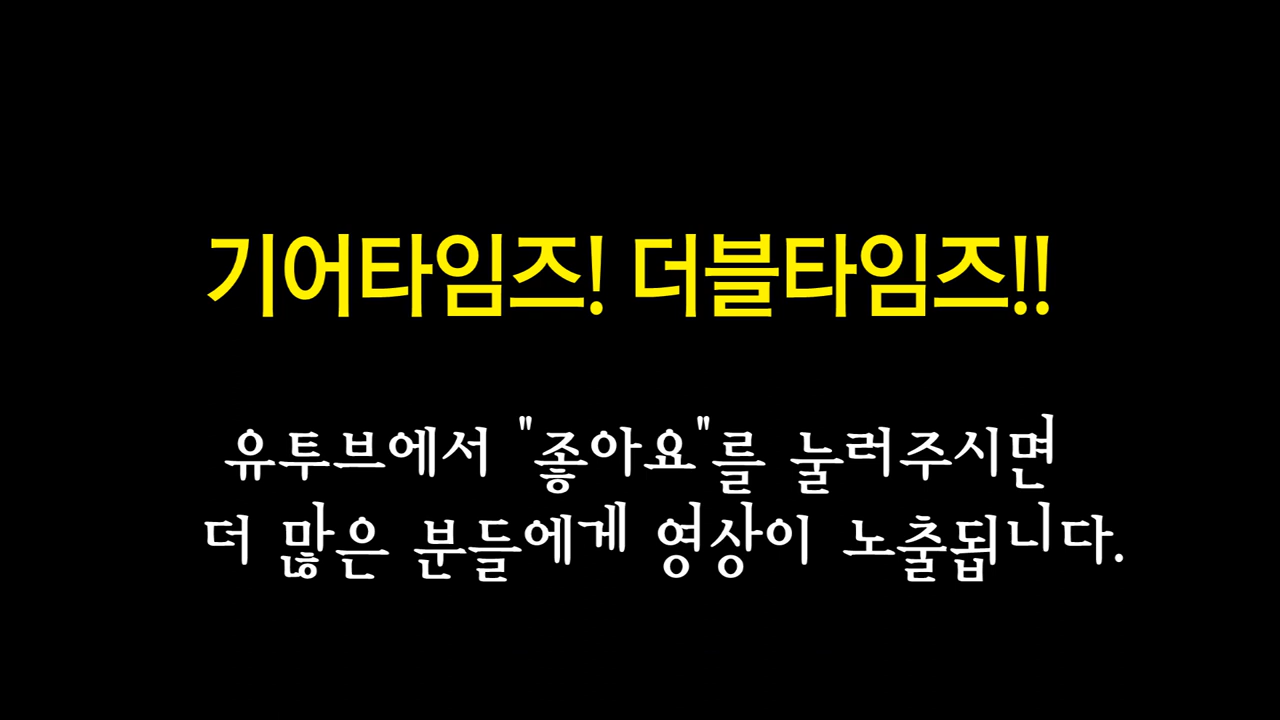 기어타임즈! 더블타임즈!!
유투브에서 "좋아요"를 눌러주시면
더 많은 분들에게 영상이 노출됩니다.